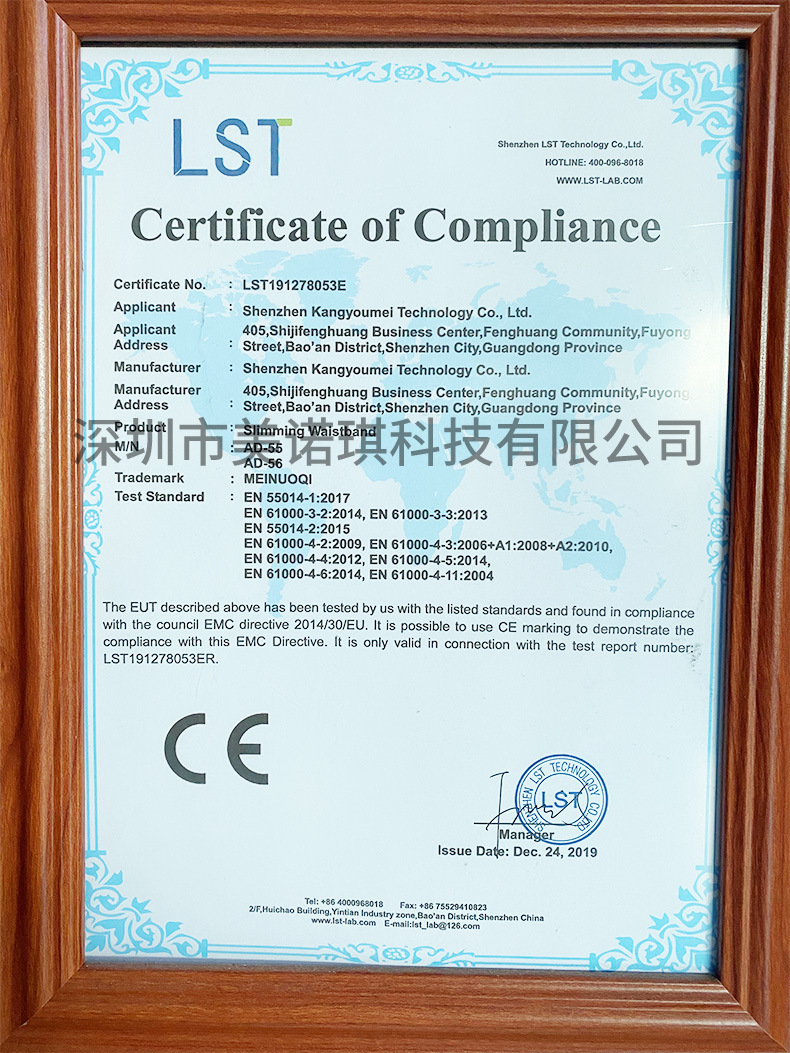 LST
Shenzhen LST Technology Co.,Ltd.
HOTLINE: 400-096-8018
WWW.LST-LAB.COM
Certificate of Compliance
Certificate No. : LST191278053E
Applicant : Shenzhen Kangyoumei Technology Co., Ltd.
Applicant 405,Shijifenghuang Business Center,Fenghuang Community,Fuyong
Address : Street,Bao'an District,Shenzhen City,Guangdong Province
Manufacturer : Shenzhen Kangyoumei Technology Co., Ltd.
Manufacturer 405,Shijifenghuang Business Center,Fenghuang Community,Fuyong
Address : Street,Bao'an District,Shenzhen City,Guangdong Province
Product : Slimming Waistband
深圳市美诺琪科技有限公司
M/N. : AD-55
AD-56
Trademark : MEINUOQI
Test Standard : EN 55014-1:2017
EN 61000-3-2:2014, EN 61000-3-3:2013
EN 55014-2:2015
EN 61000-4-2:2009, EN 61000-4-3:2006+A1:2008+A2:2010,
EN 61000-4-4:2012, EN 61000-4-5:2014,
EN 61000-4-6:2014, EN 61000-4-11:2004
The EUT described above has been tested by us with the listed standards and found in compliance
with the council EMC directive 2014/30/EU. It is possible to use CE marking to demonstrate the
compliance with this EMC Directive. It is only valid in connection with the test report number:
LST191278053ER.
CE
SHENZHEN LST TECHNOLOGY CO LTD
LST
Manager
Issue Date: Dec. 24, 2019
Tel: +86 4000968018 Fax: +86 75529410823
2/F,Huichao Building,Yintian Industry zone,Bao'an District,Shenzhen China
www.lst-lab.com E-mail:lst_lab@126.com